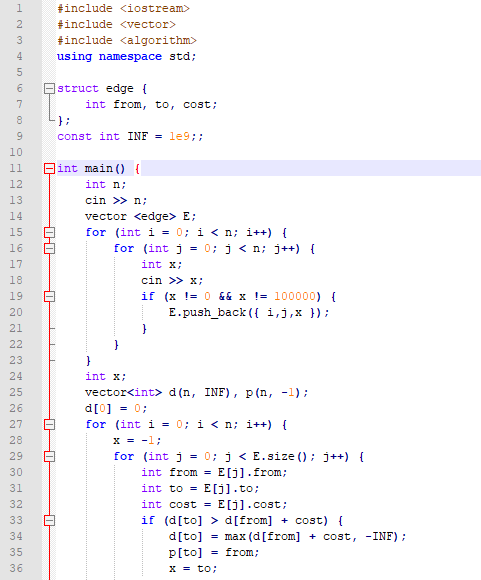 1 #include <iostream>
2 #include <vector>
3 #include <algorithm>
4 using namespace std;
5
6 struct edge {
7     int from, to, cost;
8 };
9 const int INF = 1e9;;
10
11 int main() {
12     int n;
13     cin >> n;
14     vector <edge> E;
15     for (int i = 0; i < n; i++) {
16         for (int j = 0; j < n; j++) {
17             int x;
18             cin >> x;
19             if (x != 0 && x != 100000) {
20                 E.push_back({ i,j,x });
21             }
22         }
23     }
24     int x;
25     vector<int> d(n, INF), p(n, -1);
26     d[0] = 0;
27     for (int i = 0; i < n; i++) {
28         x = -1;
29         for (int j = 0; j < E.size(); j++) {
30             int from = E[j].from;
31             int to = E[j].to;
32             int cost = E[j].cost;
33             if (d[to] > d[from] + cost) {
34                 d[to] = max(d[from] + cost, -INF);
35                 p[to] = from;
36                 x = to;